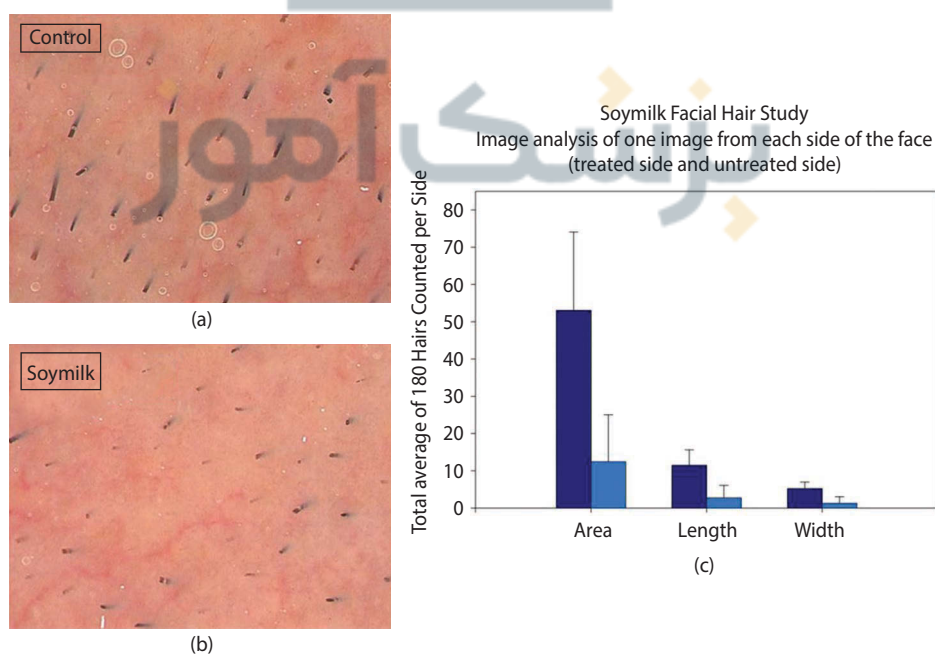 Control
(a)
Soymilk
(b)
Soymilk Facial Hair Study
Image analysis of one image from each side of the face
(treated side and untreated side)
Total average of 180 Hairs Counted per Side
80
70
60
50
40
30
20
10
0
Area Length Width
(c)
پزشک آموز